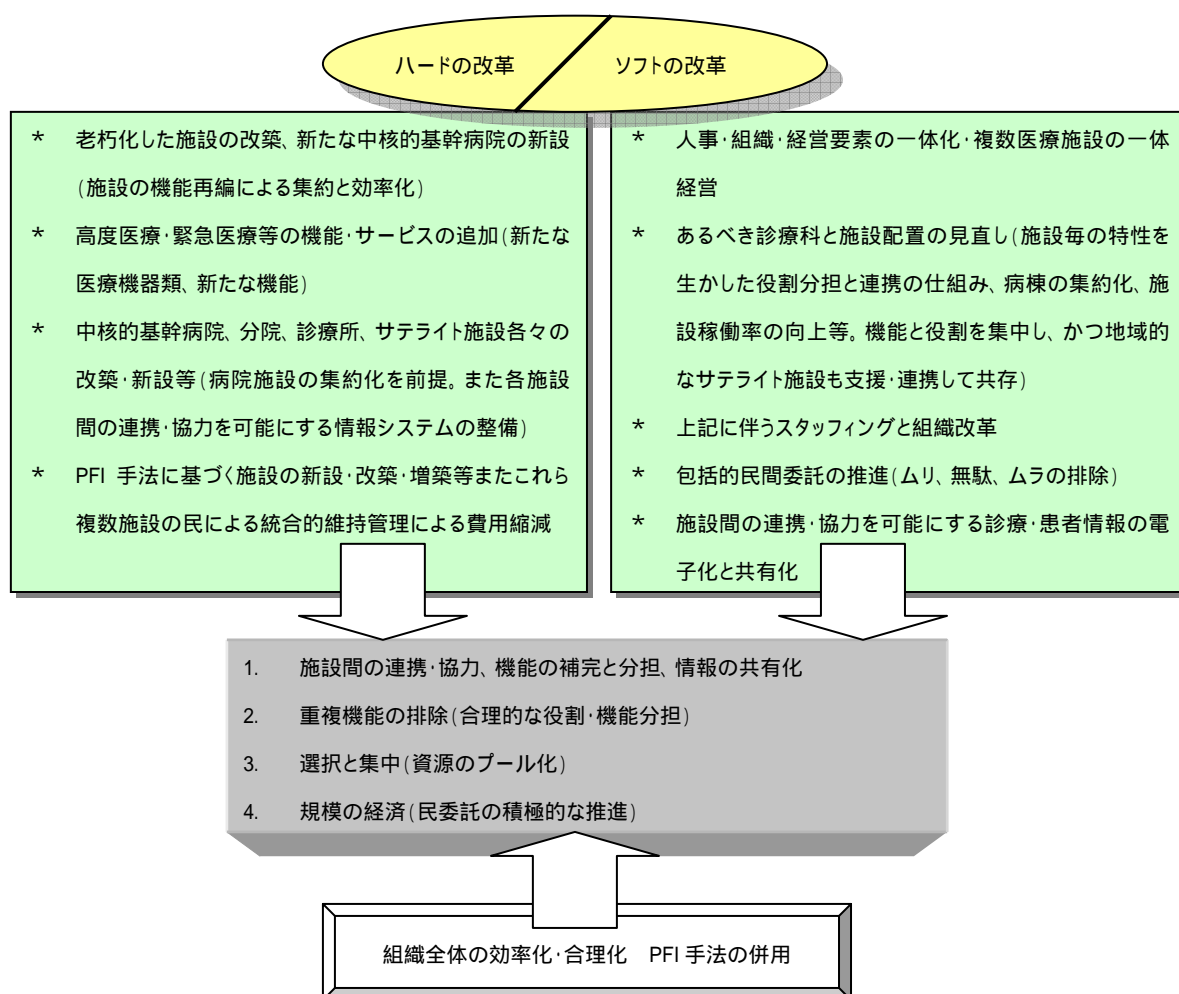 ハードの改革 ソフトの改革
* 老朽化した施設の改築、新たな中核的基幹病院の新設
(施設の機能再編による集約と効率化)
* 高度医療・緊急医療等の機能・サービスの追加(新たな
医療機器類、新たな機能)
* 中核的基幹病院、分院、診療所、サテライト施設各々の
改築・新設等(病院施設の集約化を前提。また各施設
間の連携・協力を可能にする情報システムの整備)
* PFI 手法に基づく施設の新設・改築・増築等またこれら
複数施設の民による統合的維持管理による費用縮減
* 人事・組織・経営要素の一体化・複数医療施設の一体
経営
* あるべき診療科と施設配置の見直し(施設毎の特性を
生かした役割分担と連携の仕組み、病棟の集約化、施
設稼働率の向上等。機能と役割を集中し、かつ地域的
なサテライト施設も支援・連携して共存)
* 上記に伴うスタッフィングと組織改革
* 包括的民間委託の推進(ムリ、無駄、ムラの排除)
* 施設間の連携・協力を可能にする診療・患者情報の電
子化と共有化
1. 施設間の連携・協力、機能の補完と分担、情報の共有化
2. 重複機能の排除(合理的な役割・機能分担)
3. 選択と集中(資源のプール化)
4. 規模の経済(民委託の積極的な推進)
組織全体の効率化・合理化 PFI 手法の併用